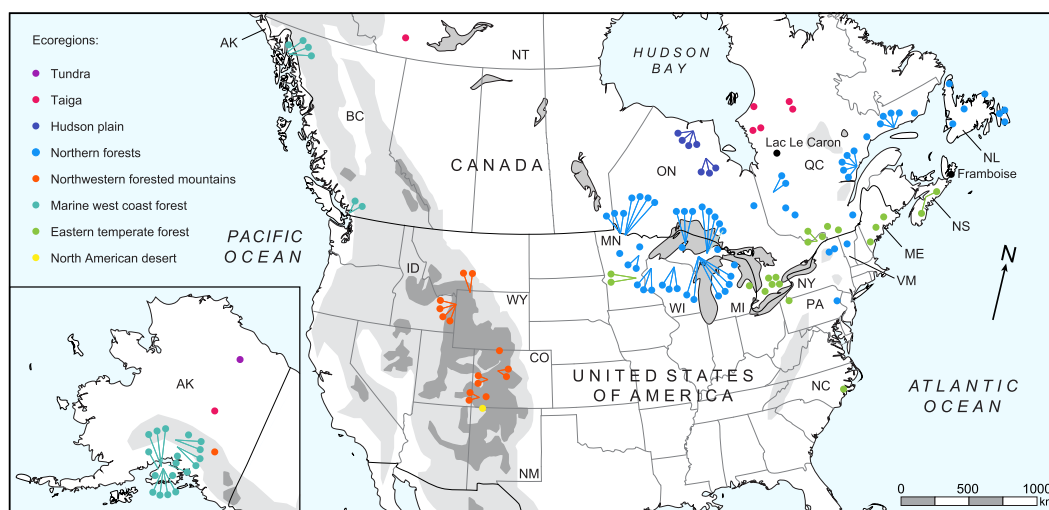 Ecoregions:
Tundra
Taiga
Hudson plain
Northern forests
Northwestern forested mountains
Marine west coast forest
Eastern temperate forest
North American desert
AK
NT
HUDSON
BAY
BC
CANADA
ON
Lac Le Caron
QC
NL
Framboise
NS
ME
VM
NY
PA
MN
WI
MI
PACIFIC
OCEAN
ID
WY
CO
UNITED STATES
OF AMERICA
NC
NM
ATLANTIC
OCEAN
N
AK
0 500 1000
km